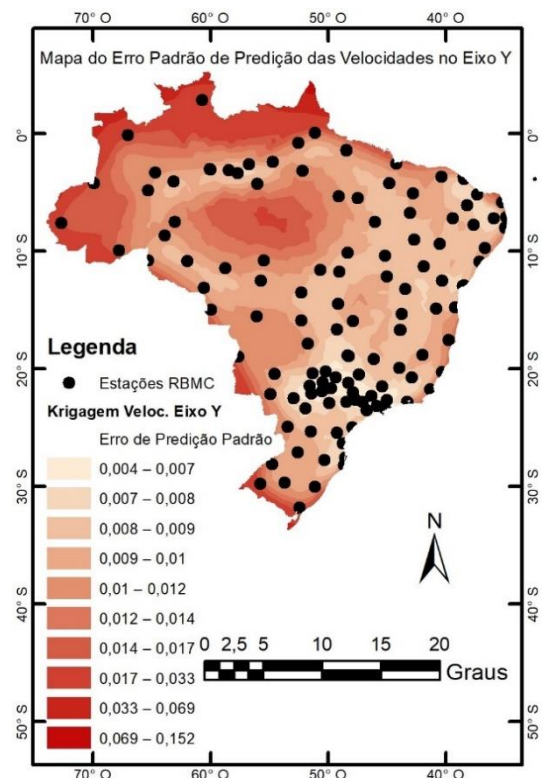 70° O 60° O 50° O 40° O
Mapa do Erro Padrão de Predição das Velocidades no Eixo Y
0° 0°
10° S 10° S
20° S 20° S
30° S 30° S
40° S 40° S
50° S 50° S
Legenda
Estações RBMC
Krigagem Veloc. Eixo Y
Erro de Predição Padrão
0,004 – 0,007
0,007 – 0,008
0,008 – 0,009
0,009 – 0,01
0,01 – 0,012
0,012 – 0,014
0,014 – 0,017
0,017 – 0,033
0,033 – 0,069
0,069 – 0,152
N
0 2,5 5 10 15 20
Graus
70° O 60° O 50° O 40° O